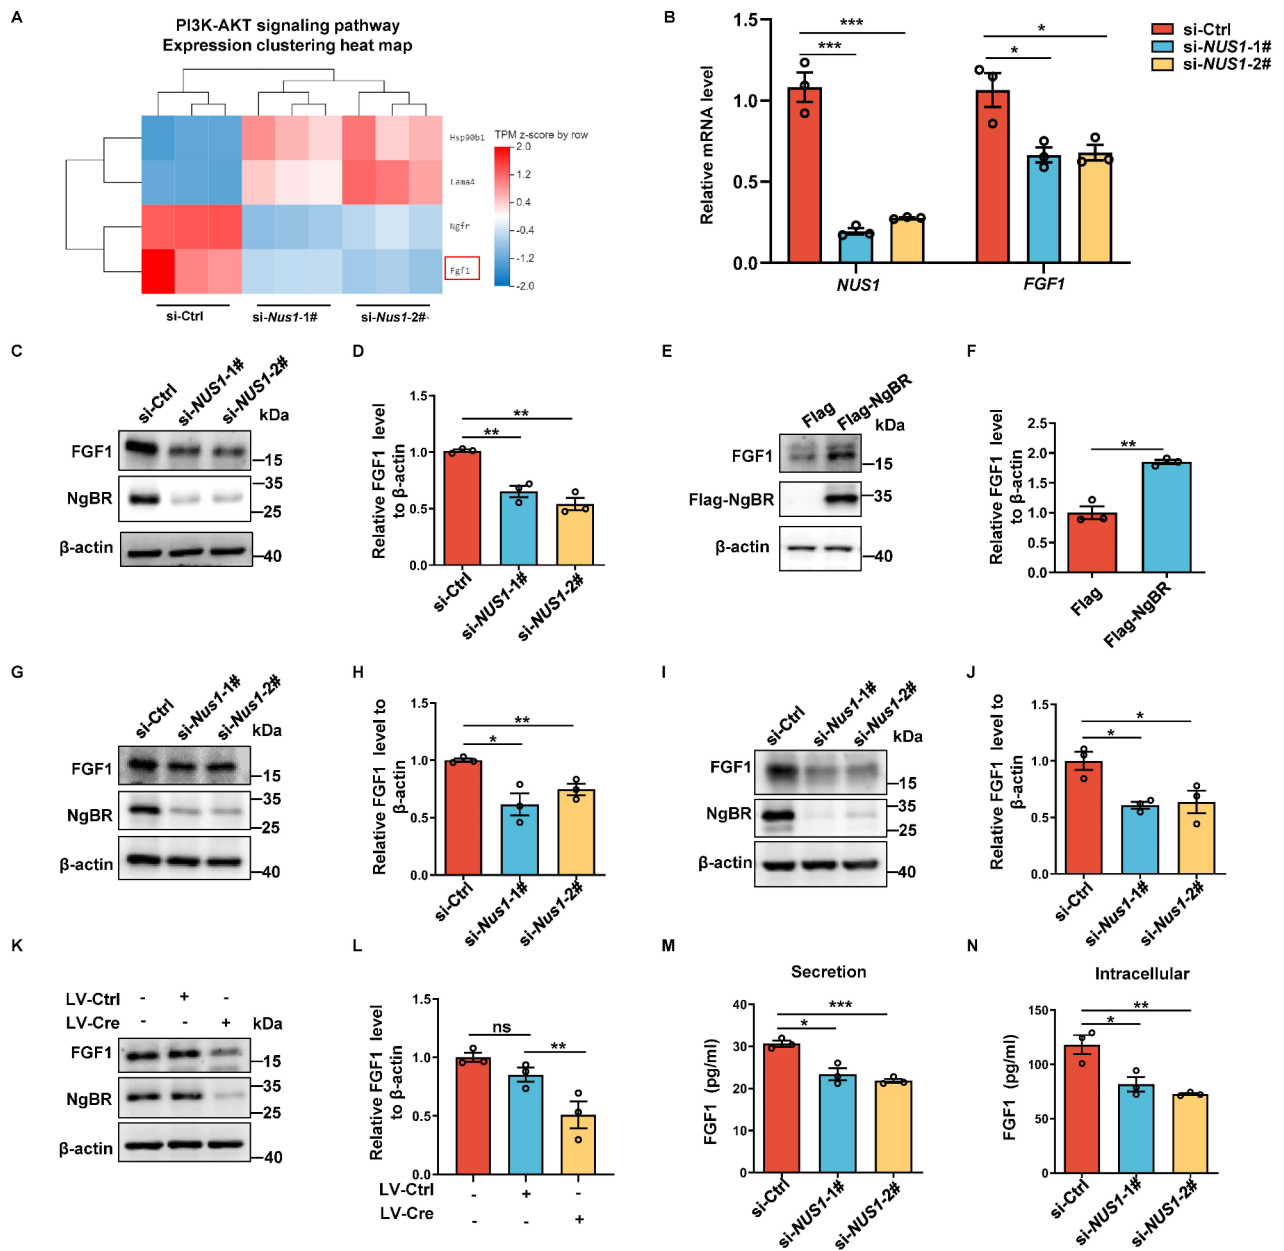 A
PI3K-AKT signaling pathway
Expression clustering heat map
Hsp90b1
Lama4
Ngfr
Fgf1
TPM z-score by row
2.0
1.2
0.4
-0.4
-1.2
-2.0
si-Ctrl
si-Nus1-1#
si-Nus1-2#
B
Relative mRNA level
1.5
1.0
0.5
0.0
***
***
*
*
NUS1
FGF1
si-Ctrl
si-NUS1-1#
si-NUS1-2#
C
si-Ctrl
si-NUS1-1#
si-NUS1-2#
kDa
FGF1
15
NgBR
35
25
β-actin
40
D
Relative FGF1 level
to β-actin
1.5
1.0
0.5
0.0
**
**
si-Ctrl
si-NUS1-1#
si-NUS1-2#
E
Flag
Flag-NgBR
kDa
FGF1
15
Flag-NgBR
35
β-actin
40
F
Relative FGF1 level
to β-actin
2.5
2.0
1.5
1.0
0.5
0.0
**
Flag
Flag-NgBR
G
si-Ctrl
si-Nus1-1#
si-Nus1-2#
kDa
FGF1
15
NgBR
35
25
β-actin
40
H
Relative FGF1 level to
β-actin
1.5
1.0
0.5
0.0
**
*
si-Ctrl
si-Nus1-1#
si-Nus1-2#
I
si-Ctrl
si-Nus1-1#
si-Nus1-2#
kDa
FGF1
15
NgBR
35
25
β-actin
40
J
Relative FGF1 level to
β-actin
1.5
1.0
0.5
0.0
*
*
si-Ctrl
si-Nus1-1#
si-Nus1-2#
K
LV-Ctrl - + -
LV-Cre - - + kDa
FGF1
15
NgBR
35
25
β-actin
40
L
Relative FGF1 level
to β-actin
1.5
1.0
0.5
0.0
ns
**
LV-Ctrl - + -
LV-Cre - - +
M
Secretion
FGF1 (pg/ml)
40
30
20
10
0
***
*
si-Ctrl
si-NUS1-1#
si-NUS1-2#
N
Intracellular
FGF1 (pg/ml)
150
100
50
0
**
*
si-Ctrl
si-NUS1-1#
si-NUS1-2#